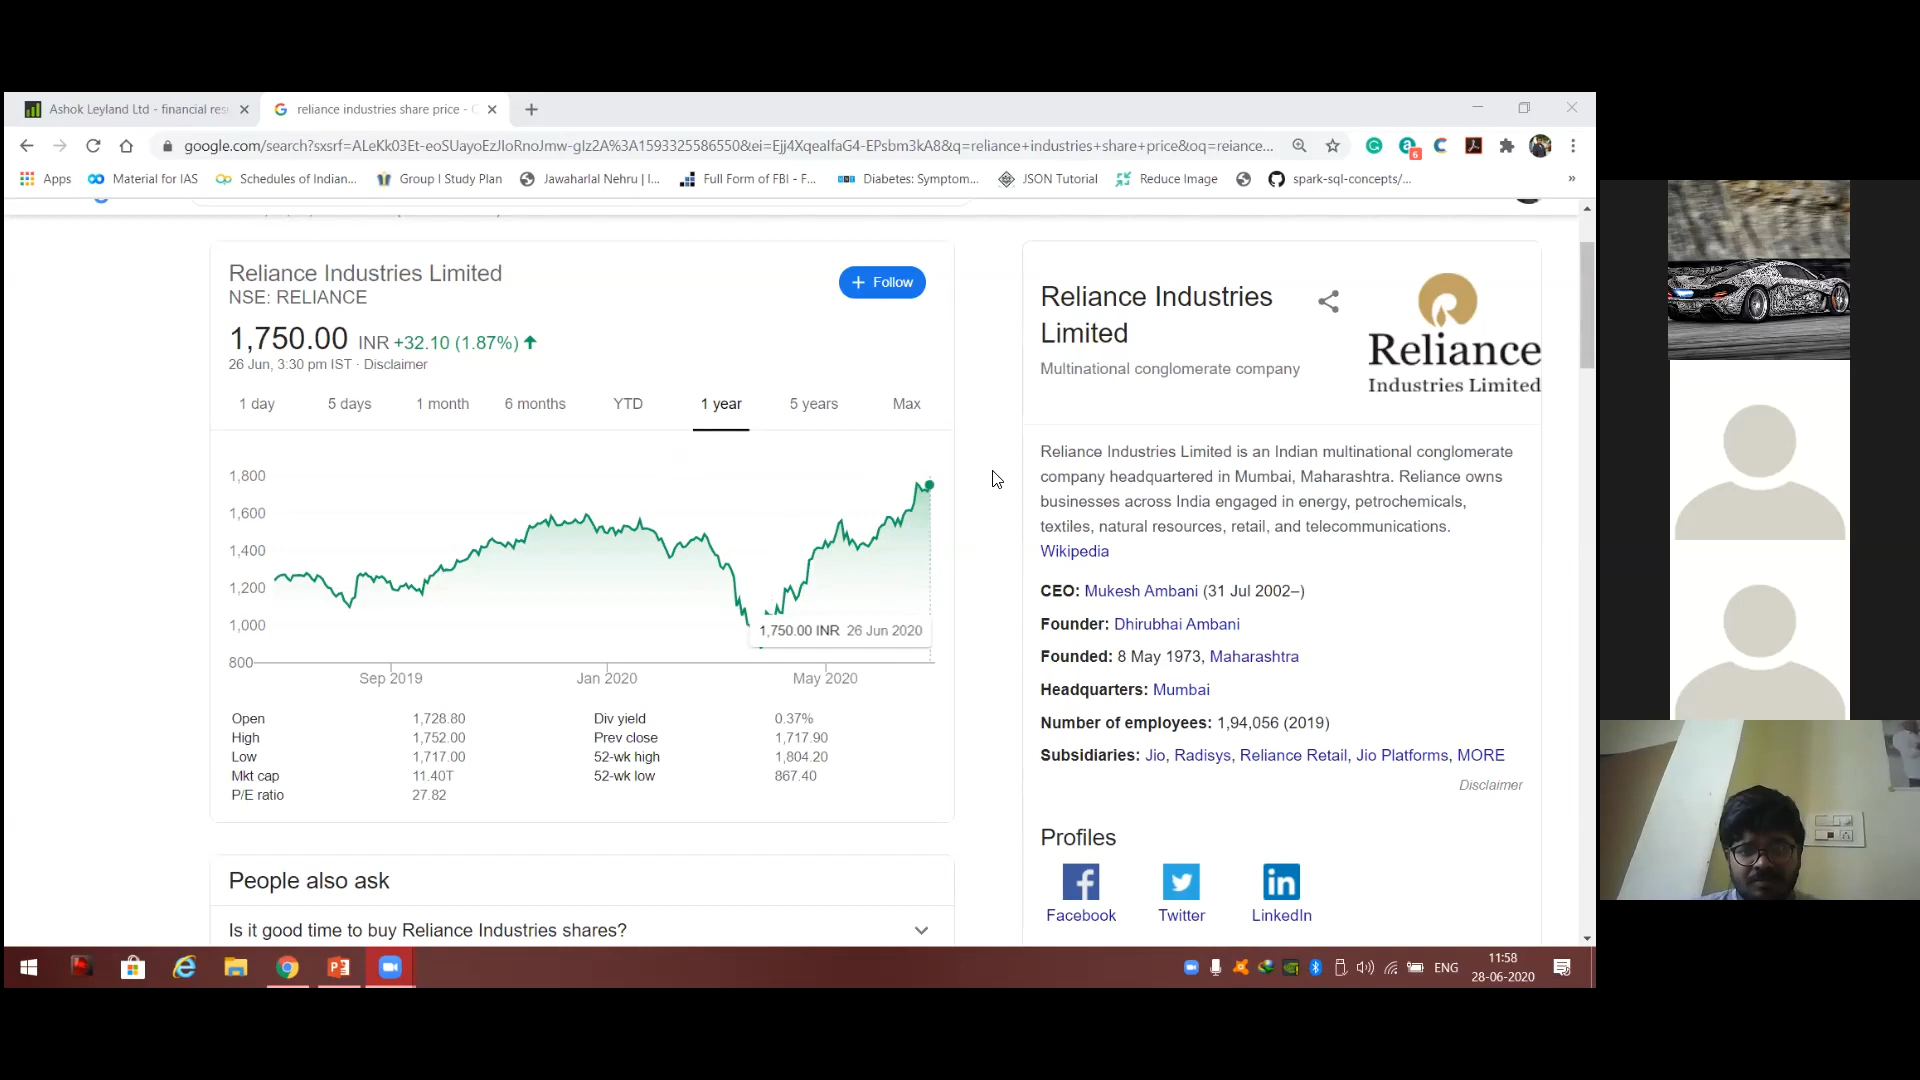 Ashok Leyland Ltd - financial res
reliance industries share price -
google.com/search?sxsrf=ALeKk03Et-eoSUayoEzJIoRnoJmw-gIz2A%3A1593325586550&ei=Ejj4XqealfaG4-EPsbm3kA8&q=reliance+industries+share+price&oq=reiance...
Apps Material for IAS Schedules of Indian... Group I Study Plan Jawaharlal Nehru | I... Full Form of FBI - F... Diabetes: Symptom... JSON Tutorial Reduce Image spark-sql-concepts/... »
Reliance Industries Limited
NSE: RELIANCE
+ Follow
1,750.00 INR +32.10 (1.87%)
26 Jun, 3:30 pm IST · Disclaimer
1 day 5 days 1 month 6 months YTD 1 year 5 years Max
1,800
1,600
1,400
1,200
1,000
800
1,750.00 INR 26 Jun 2020
Sep 2019 Jan 2020 May 2020
Open 1,728.80 Div yield 0.37%
High 1,752.00 Prev close 1,717.90
Low 1,717.00 52-wk high 1,804.20
Mkt cap 11.40T 52-wk low 867.40
P/E ratio 27.82
People also ask
Is it good time to buy Reliance Industries shares?
Reliance Industries
Limited
Multinational conglomerate company
Reliance
Industries Limited
Reliance Industries Limited is an Indian multinational conglomerate
company headquartered in Mumbai, Maharashtra. Reliance owns
businesses across India engaged in energy, petrochemicals,
textiles, natural resources, retail, and telecommunications.
Wikipedia
CEO: Mukesh Ambani (31 Jul 2002–)
Founder: Dhirubhai Ambani
Founded: 8 May 1973, Maharashtra
Headquarters: Mumbai
Number of employees: 1,94,056 (2019)
Subsidiaries: Jio, Radisys, Reliance Retail, Jio Platforms, MORE
Disclaimer
Profiles
Facebook Twitter LinkedIn
ENG
11:58
28-06-2020